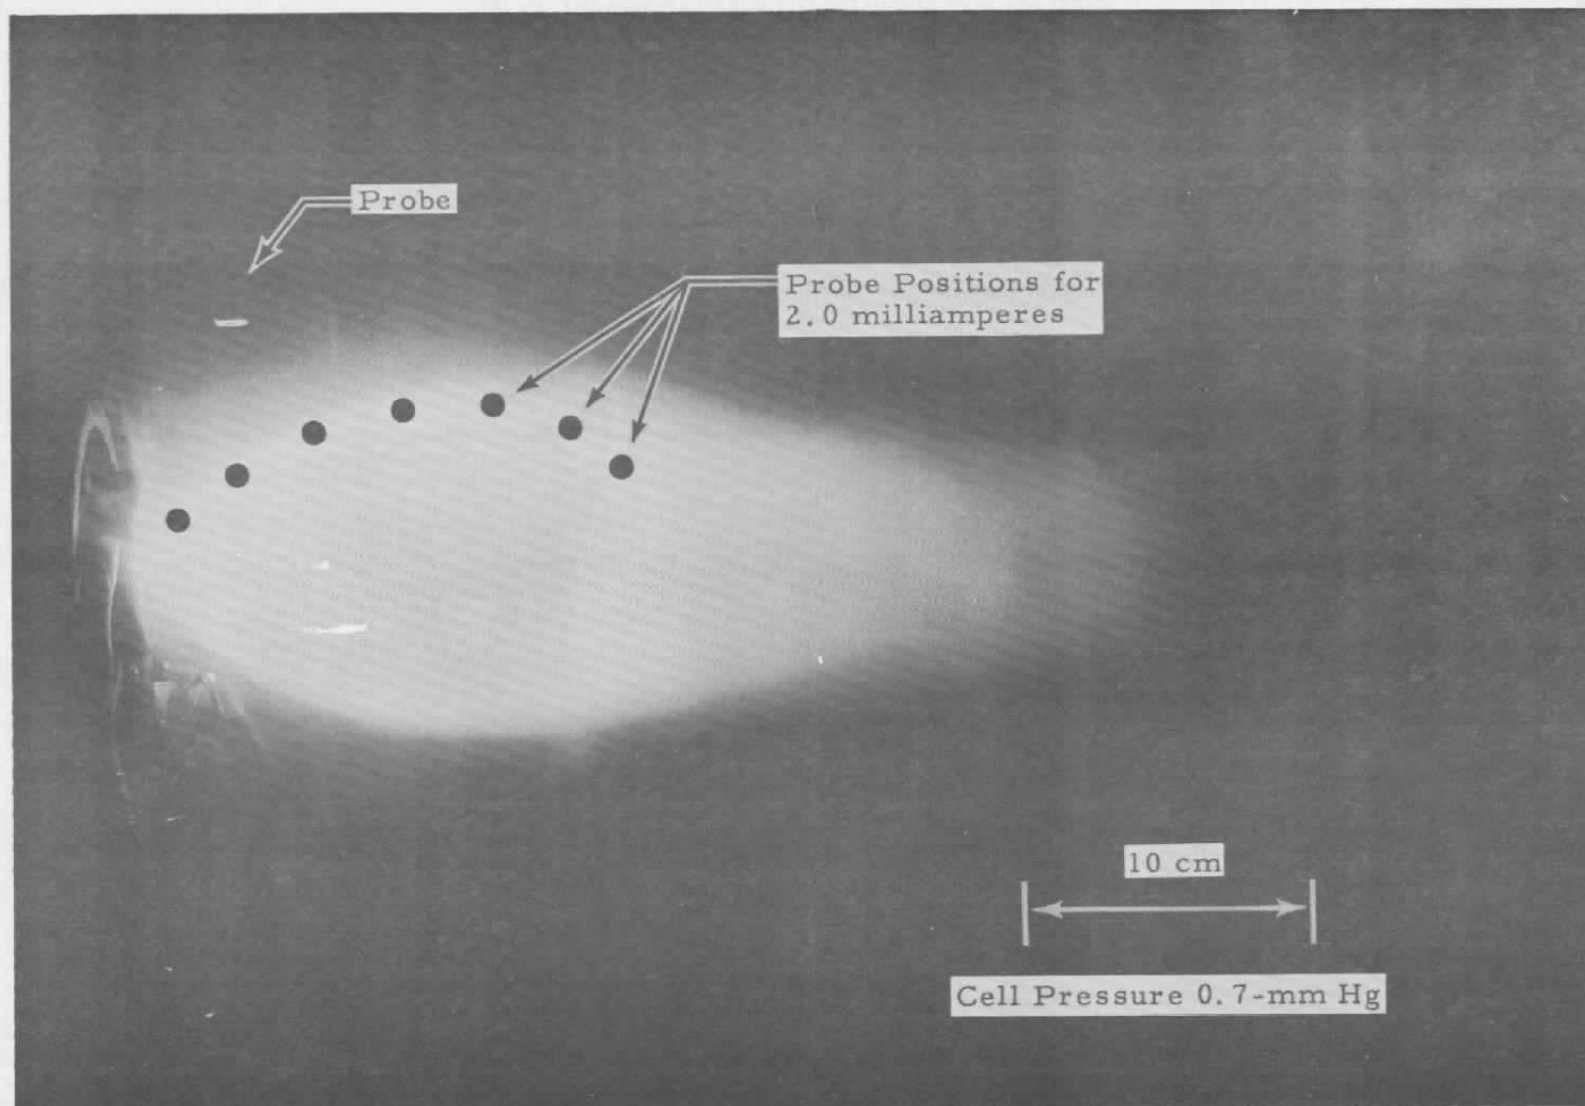 Probe
Probe Positions for
2.0 milliamperes
10 cm
Cell Pressure 0.7-mm Hg